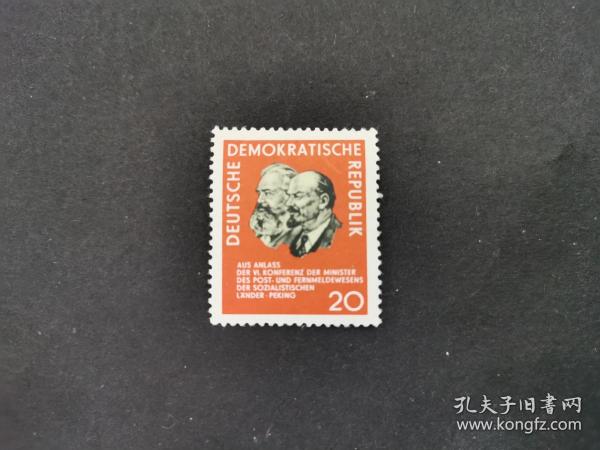 DEUTSCHE DEMOKRATISCHE REPUBLIK
AUS ANLASS
DER VI. KONFERENZ DER MINISTER
DES POST- UND FERNMELDEWESENS
DER SOZIALISTISCHEN
LÄNDER · PEKING
20
孔夫子旧書网
www.kongfz.com